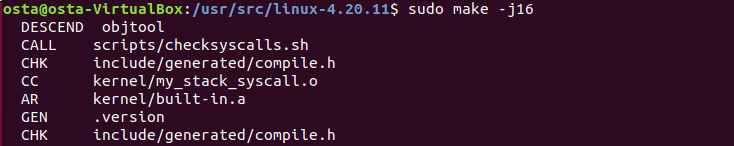 osta@osta-VirtualBox:/usr/src/linux-4.20.11$ sudo make -j16
DESCEND objtool
CALL scripts/checksyscalls.sh
CHK include/generated/compile.h
CC kernel/my_stack_syscall.o
AR kernel/built-in.a
GEN .version
CHK include/generated/compile.h